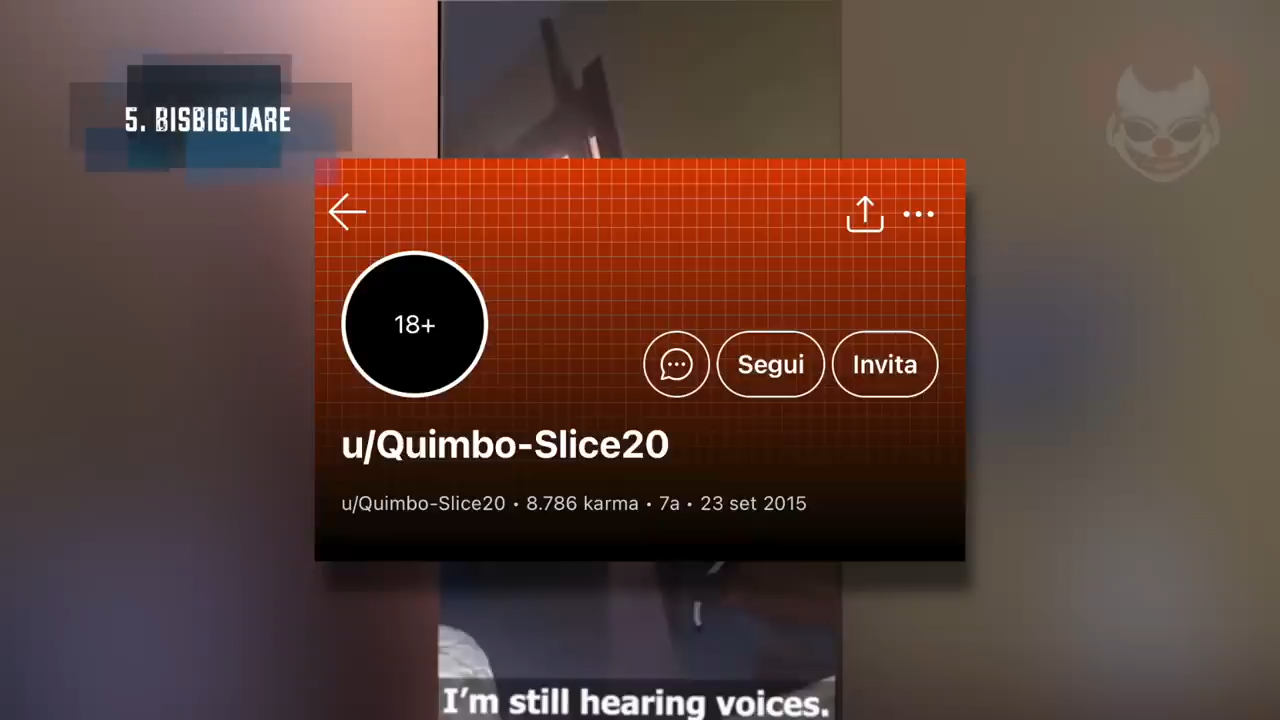 5. BISBIGLIARE
18+
Segui
Invita
u/Quimbo-Slice20
u/Quimbo-Slice20 • 8.786 karma • 7a • 23 set 2015
I'm still hearing voices.